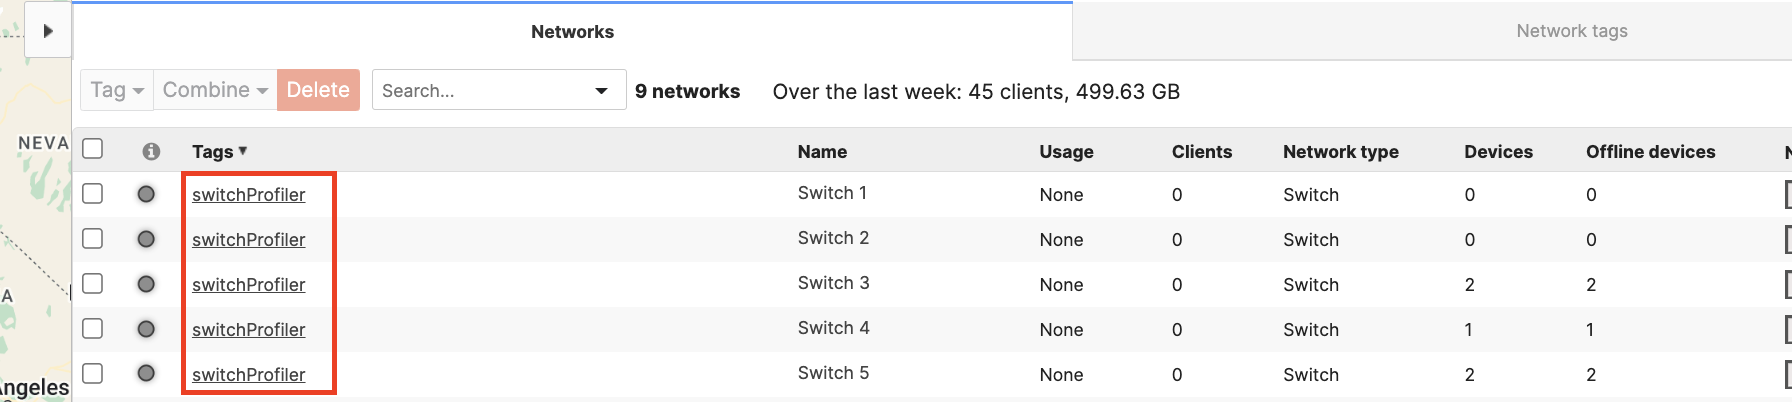 Networks
Network tags
Tag Combine Delete Search... 9 networks Over the last week: 45 clients, 499.63 GB
NEVA
Tags Name Usage Clients Network type Devices Offline devices
switchProfiler Switch 1 None 0 Switch 0 0
switchProfiler Switch 2 None 0 Switch 0 0
switchProfiler Switch 3 None 0 Switch 2 2
A
switchProfiler Switch 4 None 0 Switch 1 1
switchProfiler Switch 5 None 0 Switch 2 2
Angeles